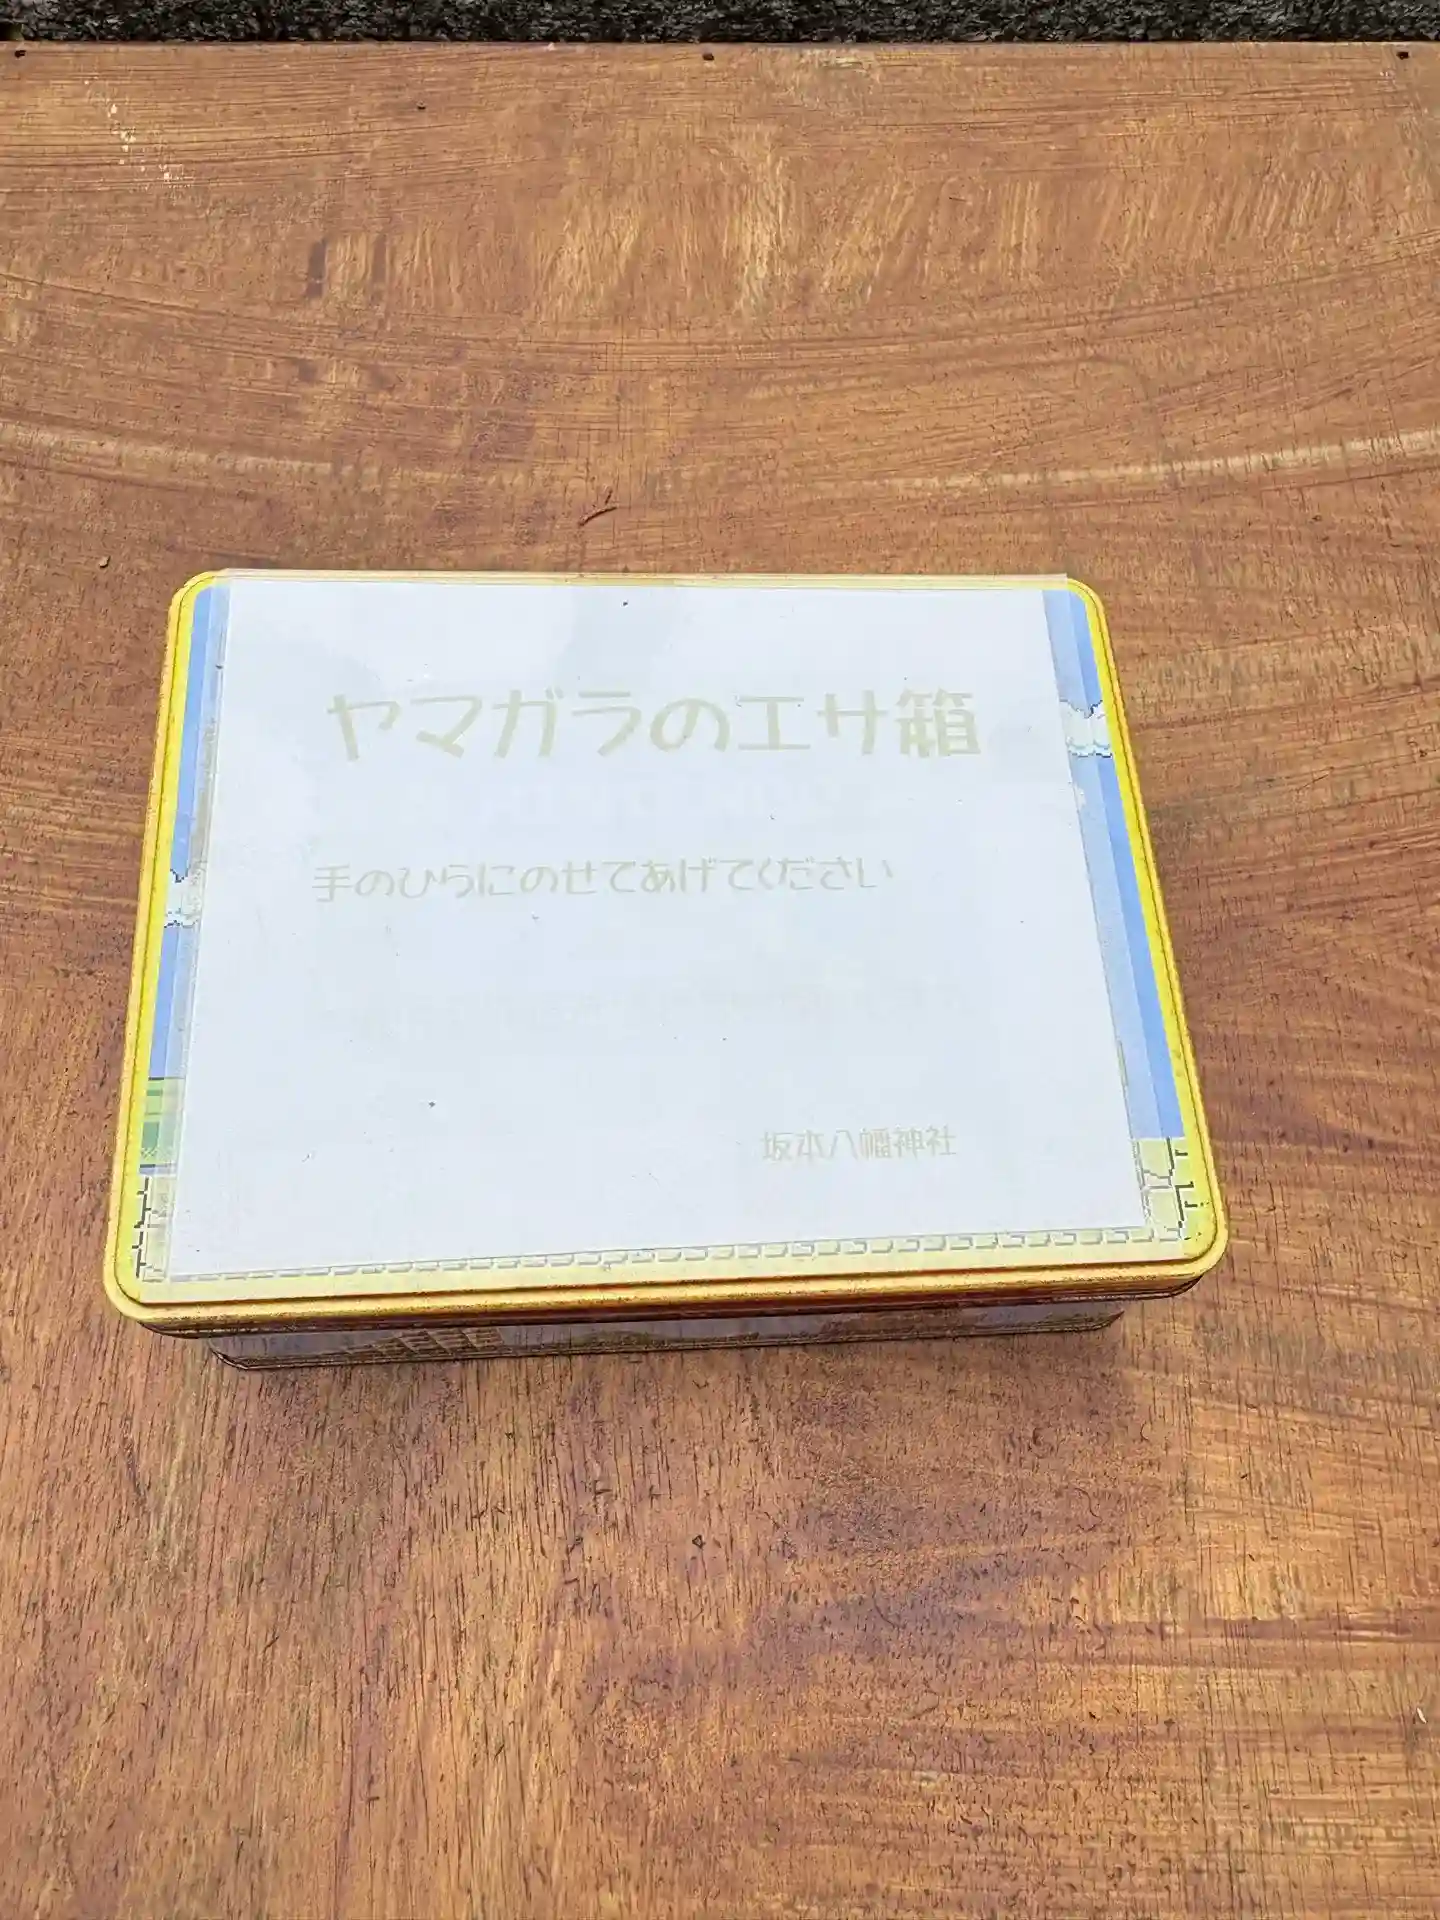 ヤマガラのエサ箱
手のひらにのせてあげてください
坂本八幡神社